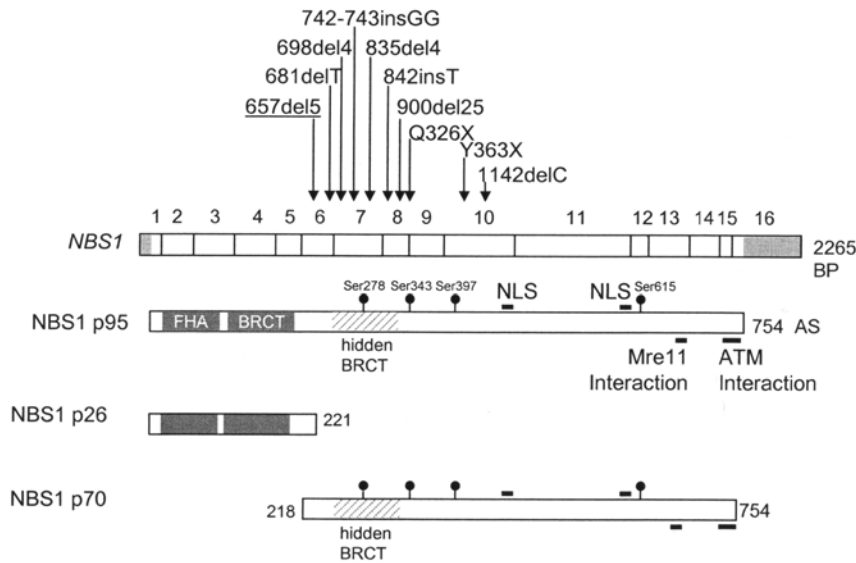 742-743insGG
698del4 835del4
681delT 842insT
657del5 900del25
Q326X
Y363X
1142delC
1 2 3 4 5 6 7 8 9 10 11 12 13 14 15 16
NBS1 2265
BP
Ser278 Ser343 Ser397 NLS NLS Ser615
NBS1 p95 FHA BRCT 754 AS
hidden
BRCT
Mre11 ATM
Interaction Interaction
NBS1 p26 221
NBS1 p70
218 754
hidden
BRCT